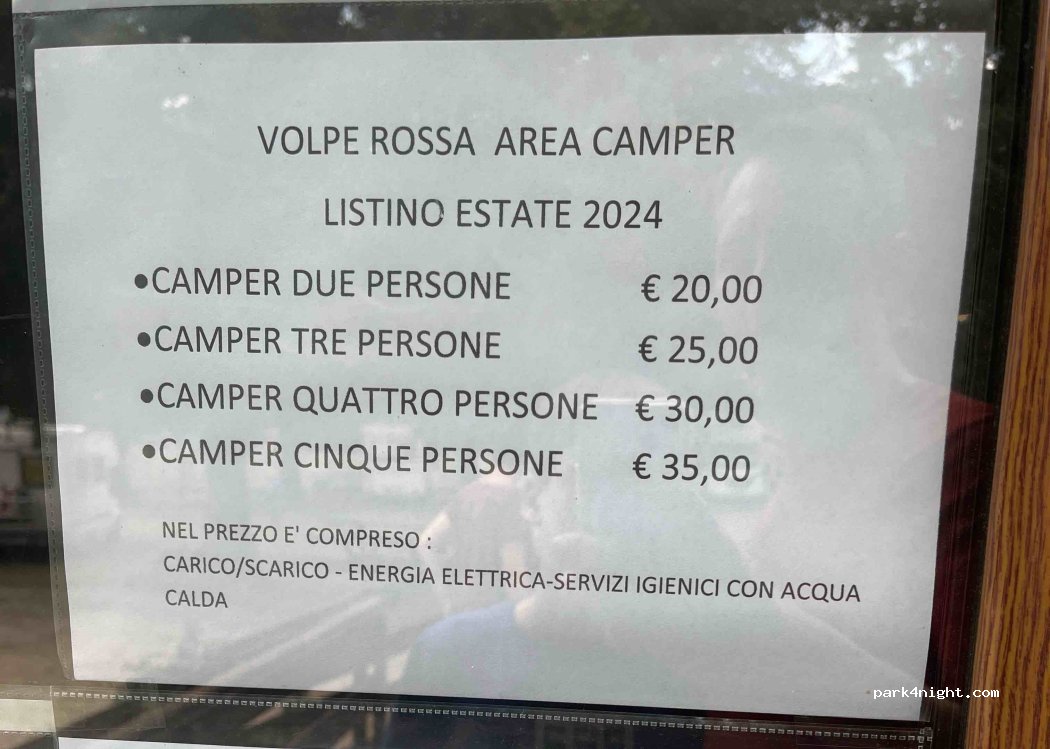 VOLPE ROSSA AREA CAMPER
LISTINO ESTATE 2024
•CAMPER DUE PERSONE € 20,00
•CAMPER TRE PERSONE € 25,00
•CAMPER QUATTRO PERSONE € 30,00
•CAMPER CINQUE PERSONE € 35,00
NEL PREZZO E' COMPRESO :
CARICO/SCARICO - ENERGIA ELETTRICA-SERVIZI IGIENICI CON ACQUA
CALDA
park4night.com